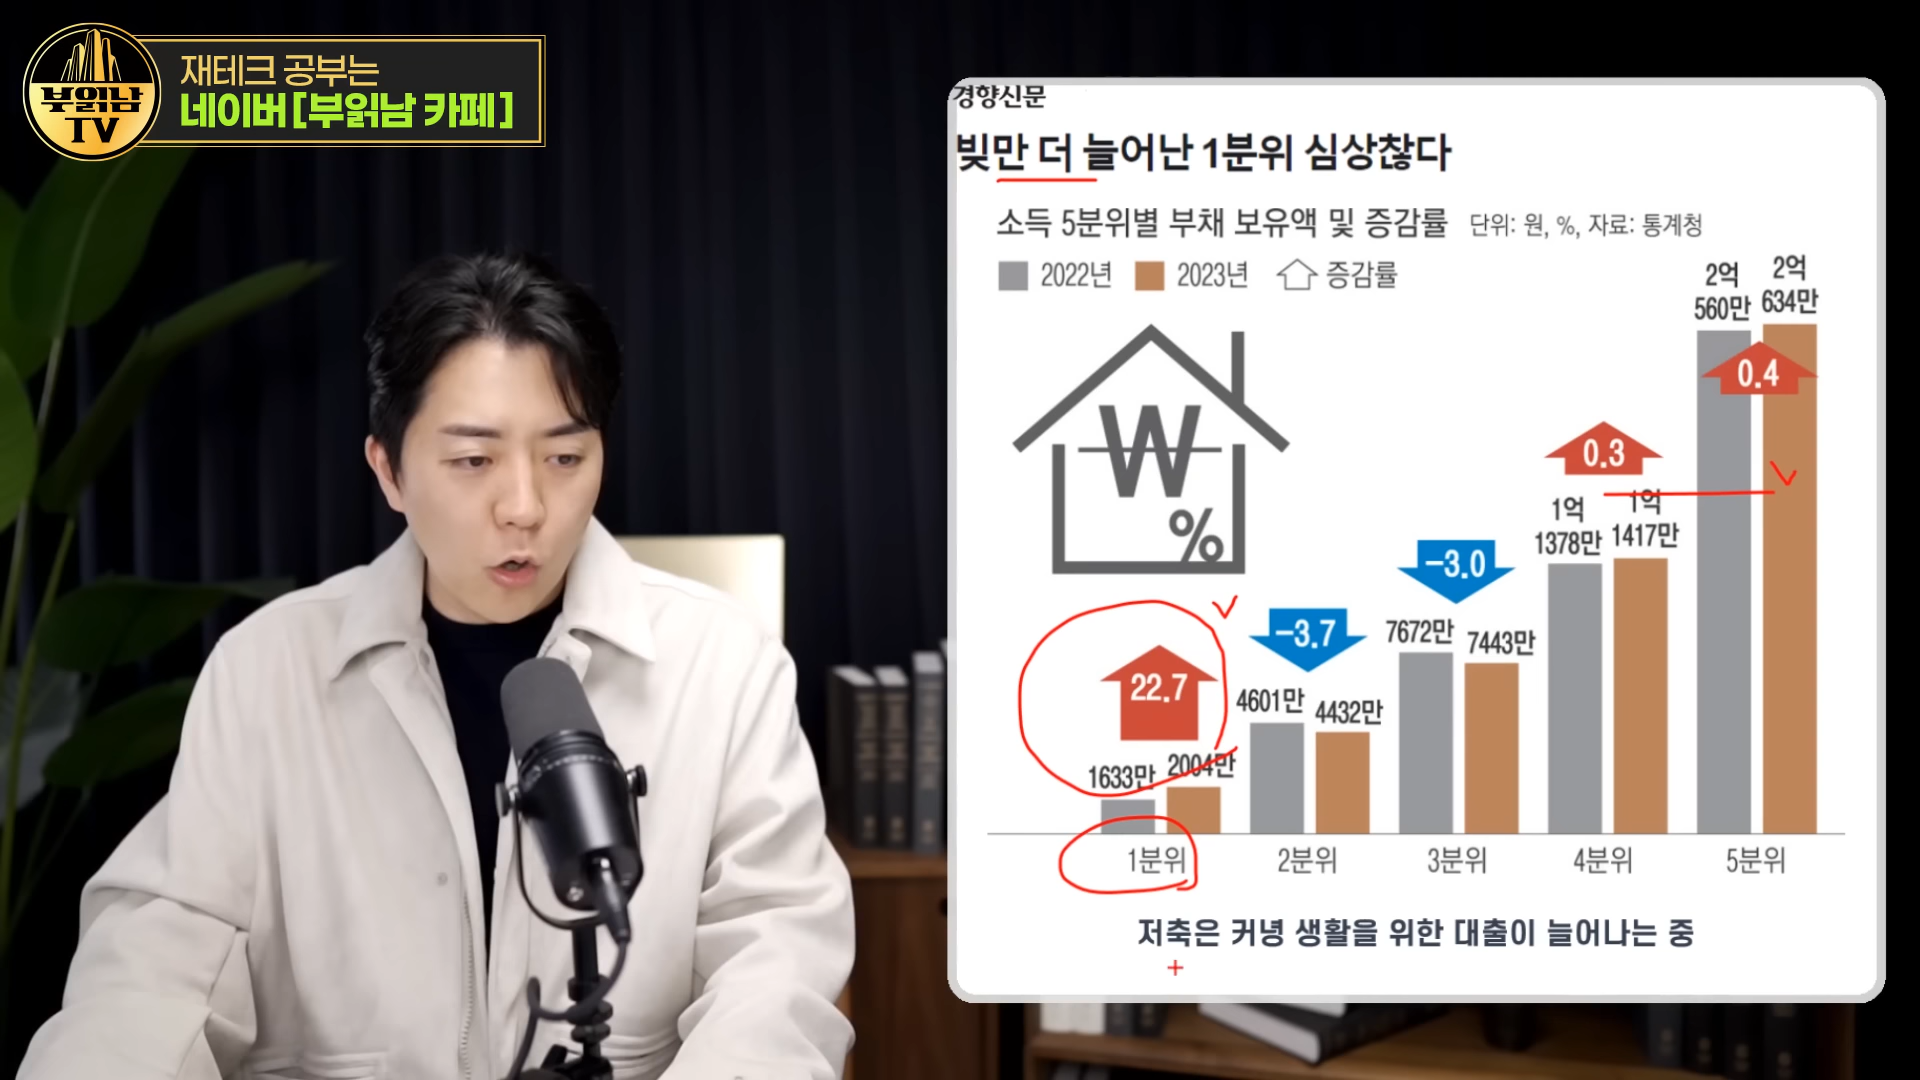 부읽남
TV
재테크 공부는
네이버 [부읽남 카페]
경향신문
빚만 더 늘어난 1분위 심상찮다
소득 5분위별 부채 보유액 및 증감률 단위: 원, %, 자료: 통계청
2022년 2023년 증감률
W
%
22.7
1633만 2004만
1분위
-3.7
4601만 4432만
2분위
-3.0
7672만 7443만
3분위
0.3
1억
1378만
1억
1417만
4분위
2억
560만
2억
634만
0.4
5분위
저축은 커녕 생활을 위한 대출이 늘어나는 중